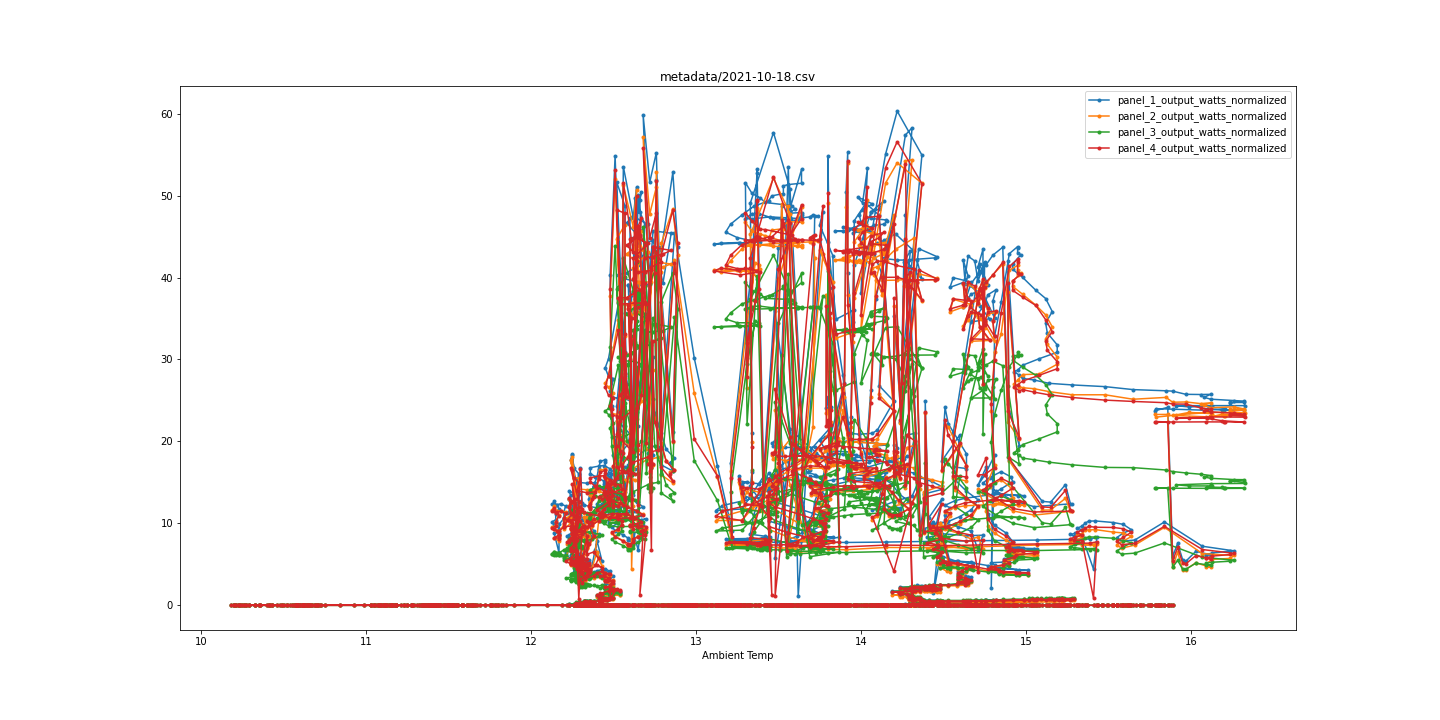 metadata/2021-10-18.csv
panel_1_output_watts_normalized
panel_2_output_watts_normalized
panel_3_output_watts_normalized
panel_4_output_watts_normalized
60
50
40
30
20
10
0
10 11 12 13 14 15 16
Ambient Temp